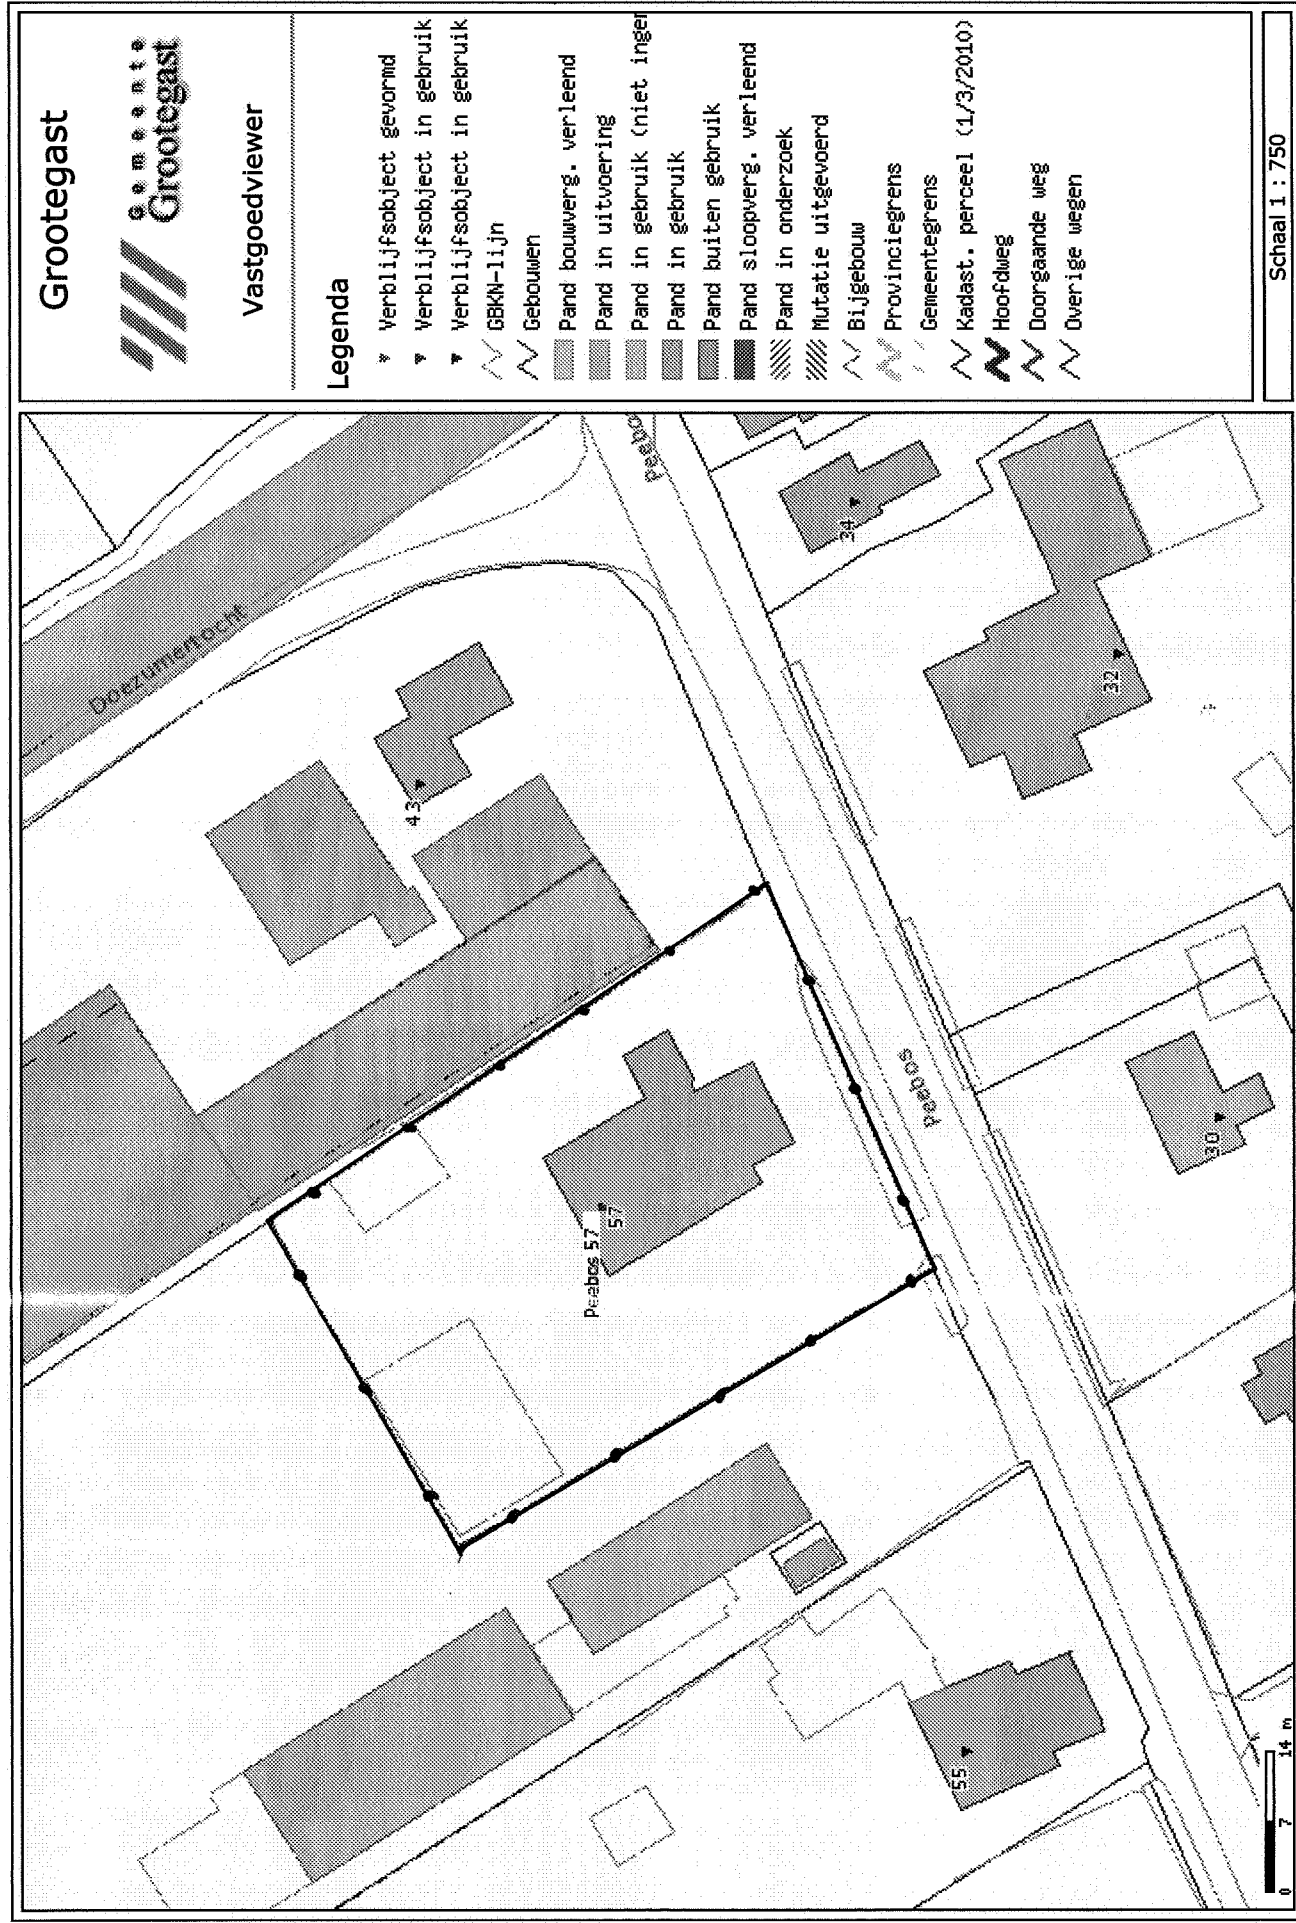 Grootegast
Gemeente
Grootegast
Vastgoedviewer
Legenda
Verblijfsobject gevormd
Verblijfsobject in gebruik
Verblijfsobject in gebruik
GBKN-lijn
Gebouwen
Pand bouwverg. verleend
Pand in uitvoering
Pand in gebruik (niet inger
Pand in gebruik
Pand buiten gebruik
Pand sloopverg. verleend
Pand in onderzoek
Mutatie uitgevoerd
Bijgebouw
Provinciegrens
Gemeentegrens
Kadast. perceel (1/3/2010)
Hoofdweg
Doorgaande weg
Overige wegen
Schaal 1 : 750
Doezumertocht
Peebo
43
34
32
Peebos
Peebos 57
57
30
55
0 7 14 m